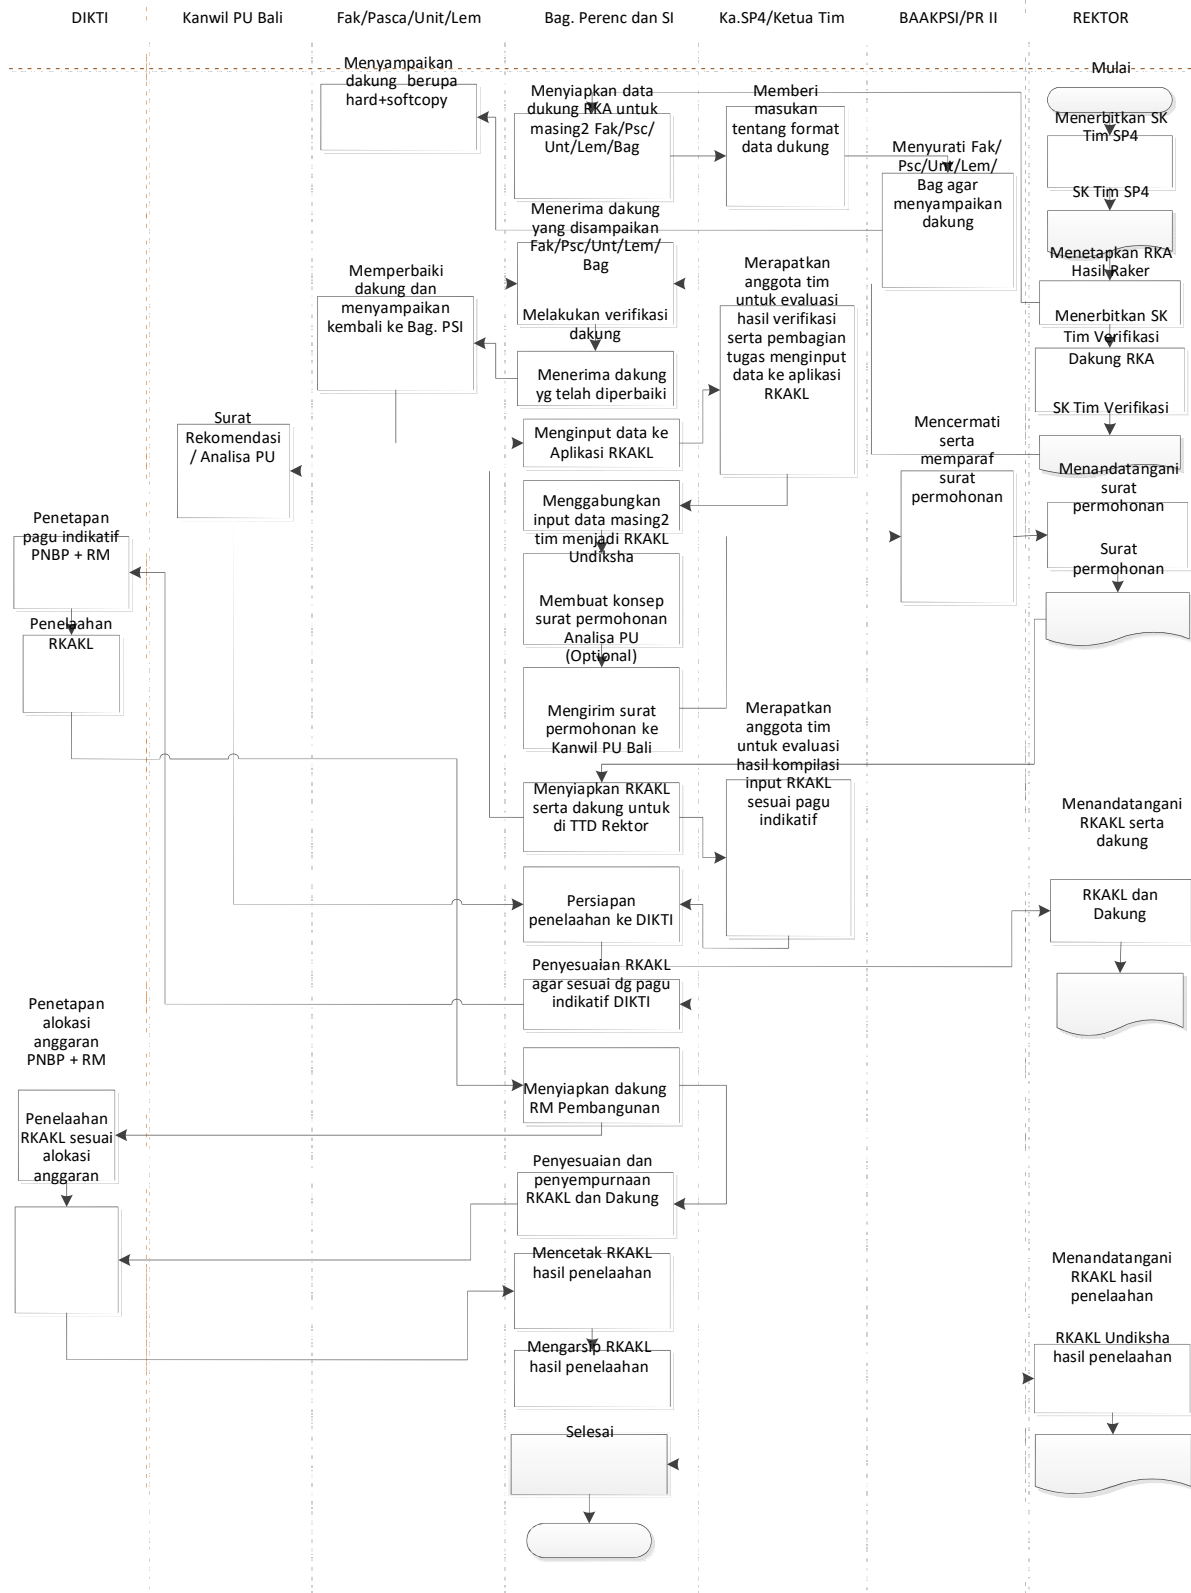 DIKTI
Kanwil PU Bali
Fak/Pasca/Unit/Lem
Bag. Perenc dan SI
Ka.SP4/Ketua Tim
BAAKPSI/PR II
REKTOR
Mulai
Menerbitkan SK
Tim SP4
SK Tim SP4
Menetapkan RKA
Hasil Raker
Menerbitkan SK
Tim Verifikasi
Dakung RKA
SK Tim Verifikasi
Menyampaikan
dakung berupa
hard+softcopy
Menyiapkan data
dukung RKA untuk
masing2 Fak/Psc/
Unt/Lem/Bag
Memberi
masukan
tentang format
data dukung
Menyurati Fak/
Psc/Unt/Lem/
Bag agar
menyampaikan
dakung
Menerima dakung
yang disampaikan
Fak/Psc/Unt/Lem/
Bag
Memperbaiki
dakung dan
menyampaikan
kembali ke Bag. PSI
Melakukan verifikasi
dakung
Merapatkan
anggota tim
untuk evaluasi
hasil verifikasi
serta pembagian
tugas menginput
data ke aplikasi
RKAKL
Menerima dakung
yg telah diperbaiki
Menginput data ke
Aplikasi RKAKL
Surat
Rekomendasi
/ Analisa PU
Mencermati
serta
memparaf
surat
permohonan
Menandatangani
surat
permohonan
Surat
permohonan
Menggabungkan
input data masing2
tim menjadi RKAKL
Undiksha
Penetapan
pagu indikatif
PNBP + RM
Penelaahan
RKAKL
Membuat konsep
surat permohonan
Analisa PU
(Optional)
Mengirim surat
permohonan ke
Kanwil PU Bali
Merapatkan
anggota tim
untuk evaluasi
hasil kompilasi
input RKAKL
sesuai pagu
indikatif
Menyiapkan RKAKL
serta dakung untuk
di TTD Rektor
Menandatangani
RKAKL serta
dakung
RKAKL dan
Dakung
Persiapan
penelaahan ke DIKTI
Penyesuaian RKAKL
agar sesuai dg pagu
indikatif DIKTI
Penetapan
alokasi
anggaran
PNBP + RM
Menyiapkan dakung
RM Pembangunan
Penelaahan
RKAKL sesuai
alokasi
anggaran
Penyesuaian dan
penyempurnaan
RKAKL dan Dakung
Mencetak RKAKL
hasil penelaahan
Menandatangani
RKAKL hasil
penelaahan
RKAKL Undiksha
hasil penelaahan
Mengarsip RKAKL
hasil penelaahan
Selesai